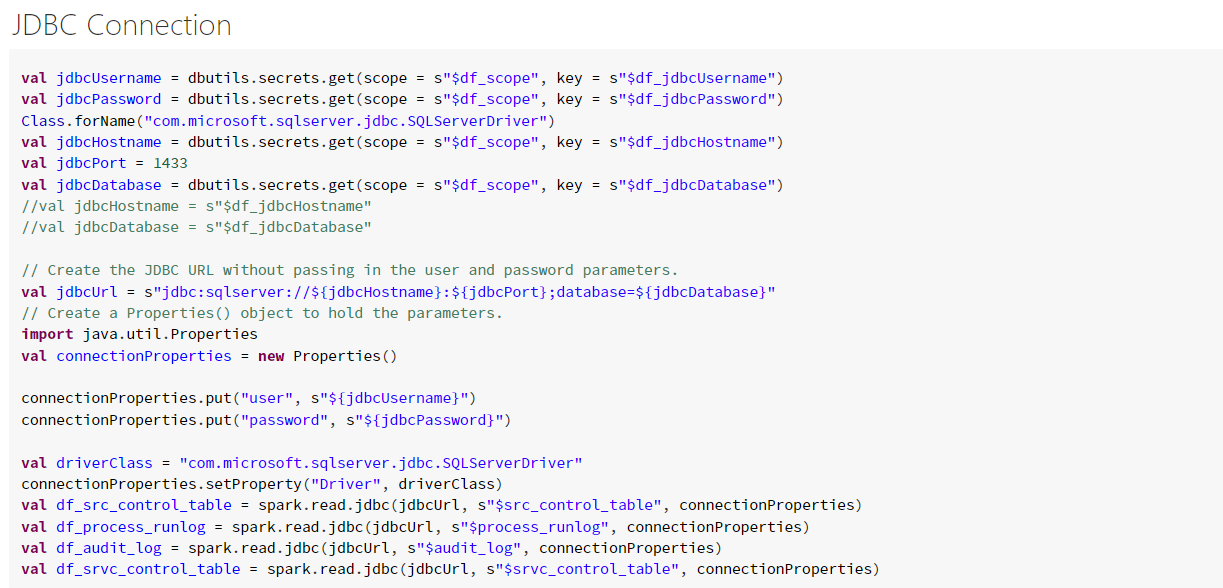 JDBC Connection
val jdbcUsername = dbutils.secrets.get(scope = s"$df_scope", key = s"$df_jdbcUsername")
val jdbcPassword = dbutils.secrets.get(scope = s"$df_scope", key = s"$df_jdbcPassword")
Class.forName("com.microsoft.sqlserver.jdbc.SQLServerDriver")
val jdbcHostname = dbutils.secrets.get(scope = s"$df_scope", key = s"$df_jdbcHostname")
val jdbcPort = 1433
val jdbcDatabase = dbutils.secrets.get(scope = s"$df_scope", key = s"$df_jdbcDatabase")
//val jdbcHostname = s"$df_jdbcHostname"
//val jdbcDatabase = s"$df_jdbcDatabase"
// Create the JDBC URL without passing in the user and password parameters.
val jdbcUrl = s"jdbc:sqlserver://${jdbcHostname}:${jdbcPort};database=${jdbcDatabase}"
// Create a Properties() object to hold the parameters.
import java.util.Properties
val connectionProperties = new Properties()
connectionProperties.put("user", s"${jdbcUsername}")
connectionProperties.put("password", s"${jdbcPassword}")
val driverClass = "com.microsoft.sqlserver.jdbc.SQLServerDriver"
connectionProperties.setProperty("Driver", driverClass)
val df_src_control_table = spark.read.jdbc(jdbcUrl, s"$src_control_table", connectionProperties)
val df_process_runlog = spark.read.jdbc(jdbcUrl, s"$process_runlog", connectionProperties)
val df_audit_log = spark.read.jdbc(jdbcUrl, s"$audit_log", connectionProperties)
val df_srvc_control_table = spark.read.jdbc(jdbcUrl, s"$srvc_control_table", connectionProperties)